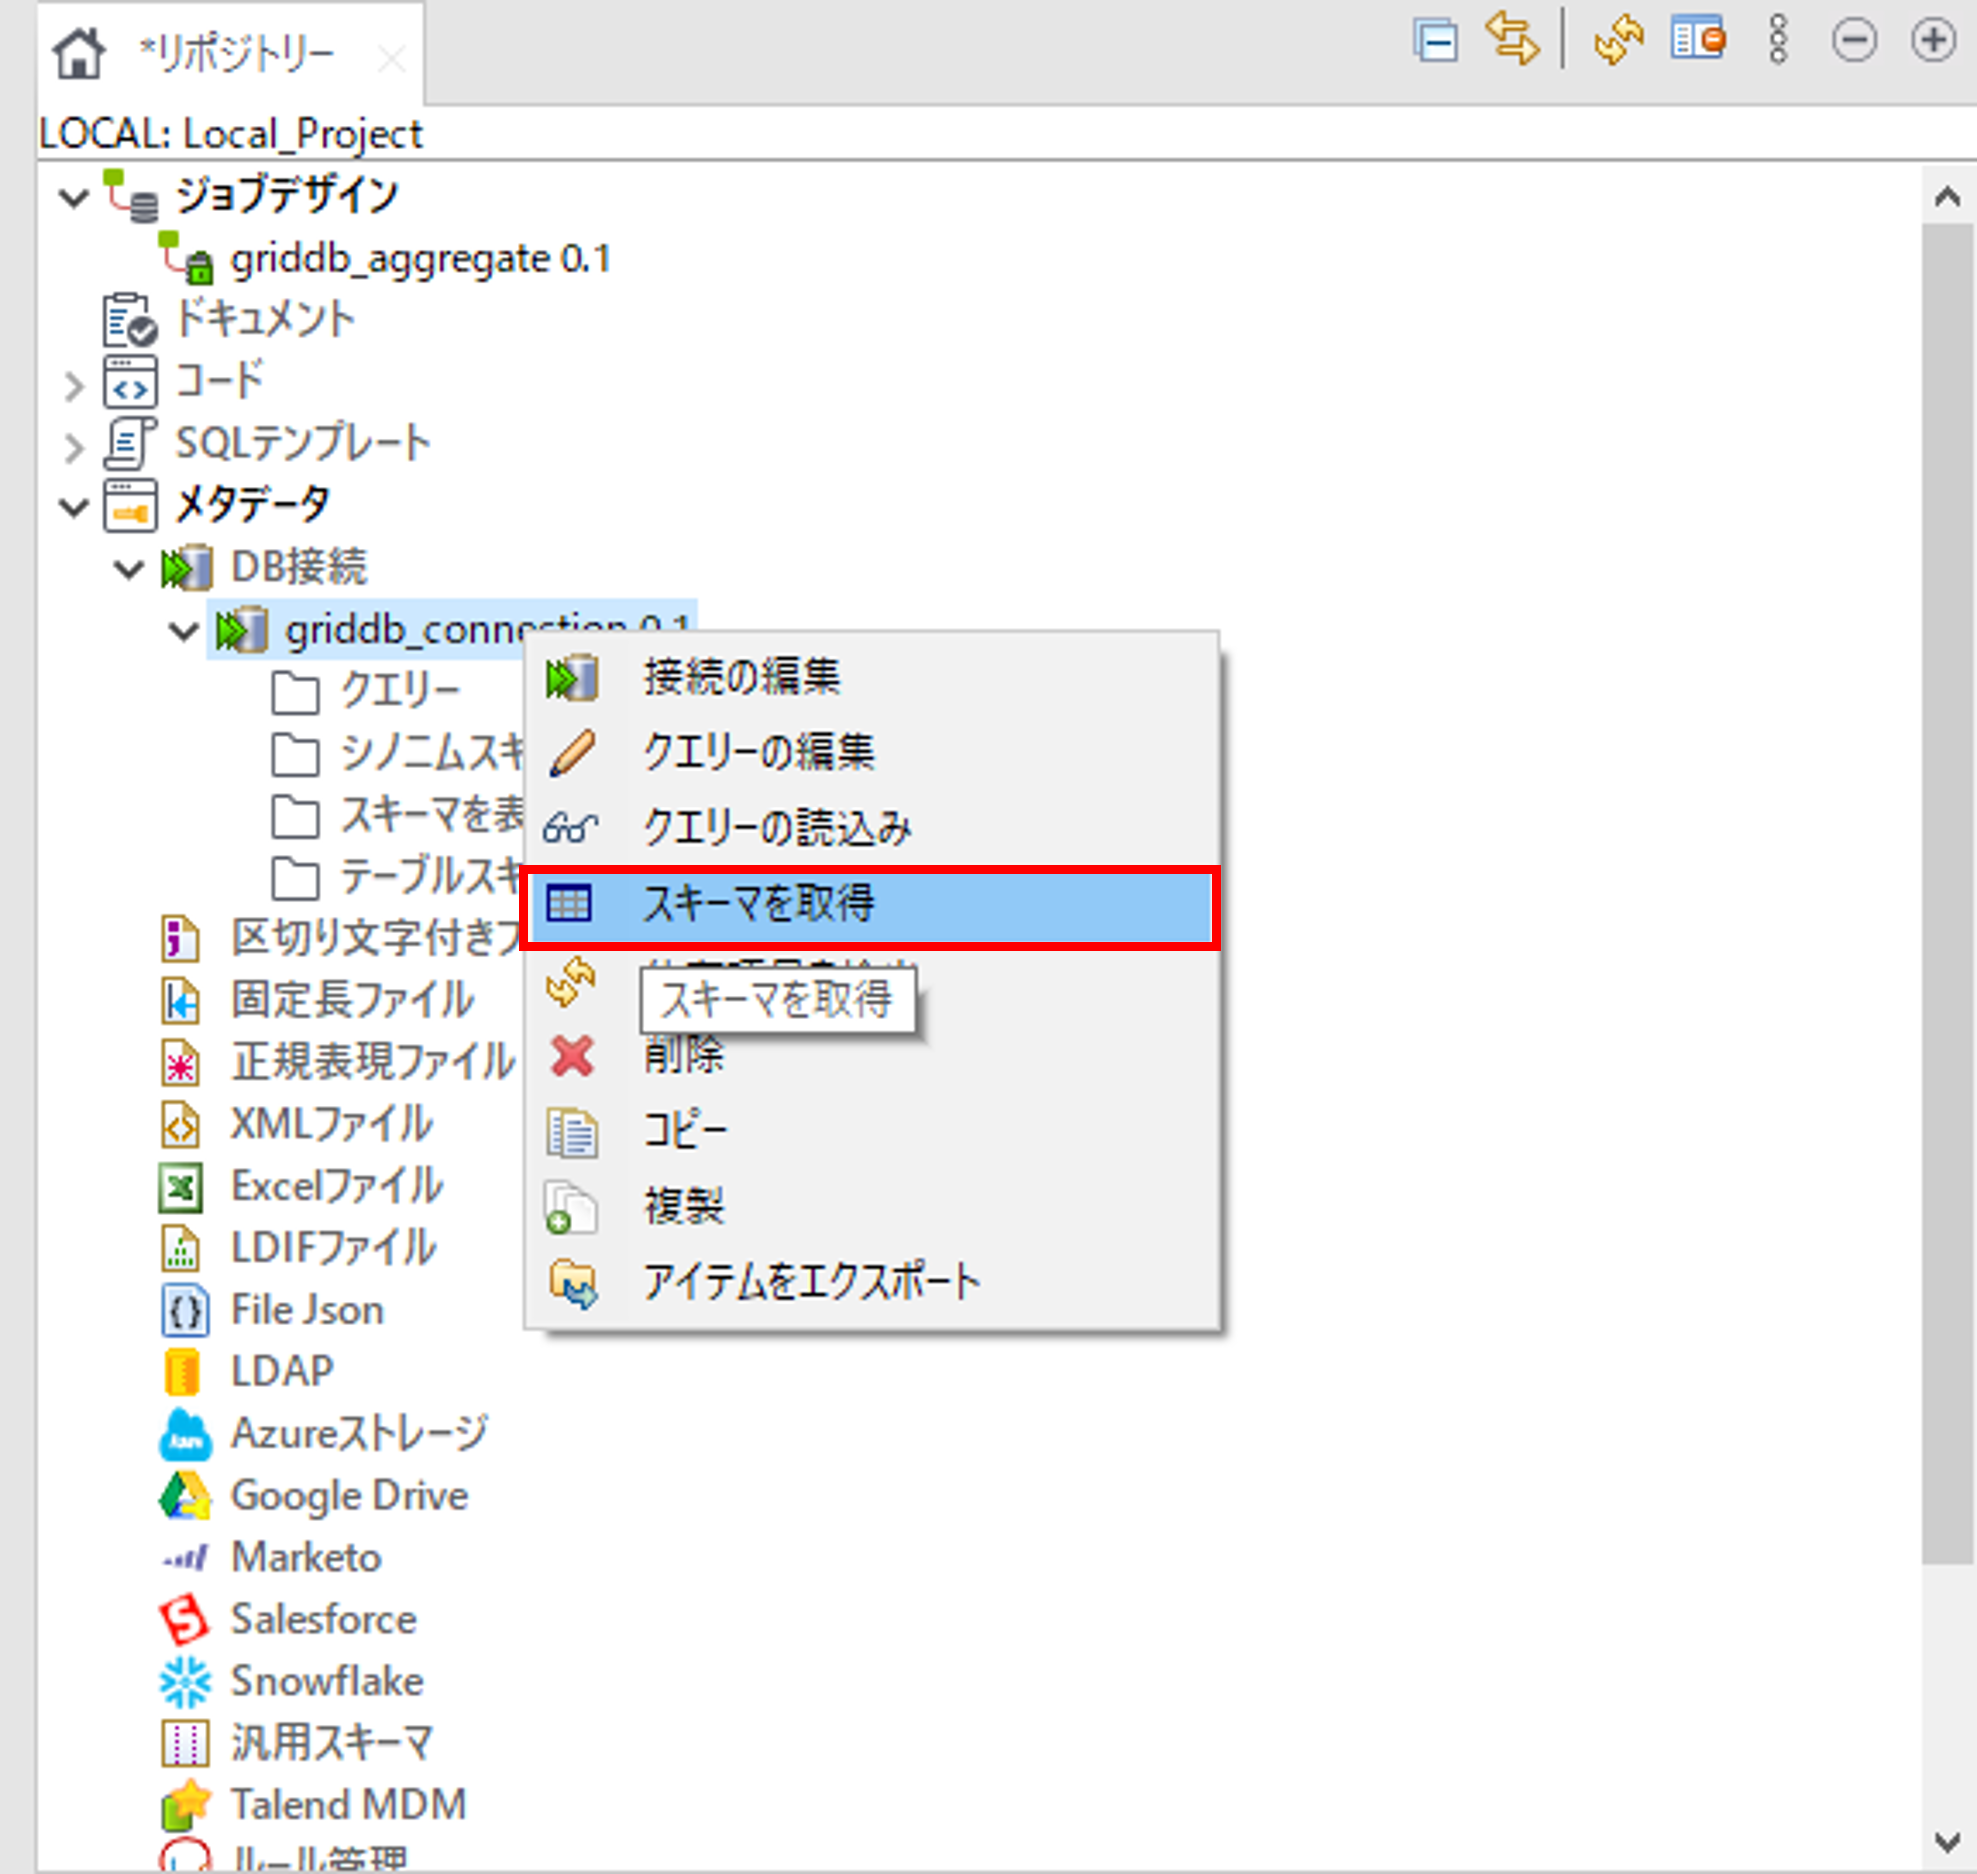 *リポジトリー
LOCAL: Local_Project
ジョブデザイン
griddb_aggregate 0.1
ドキュメント
コード
SQLテンプレート
メタデータ
DB接続
griddb_connection 0.1
クエリー
シノニムスキ
スキーマを表
テーブルスキ
区切り文字付きフ
固定長ファイル
正規表現ファイル
XMLファイル
Excelファイル
LDIFファイル
File Json
LDAP
Azureストレージ
Google Drive
Marketo
Salesforce
Snowflake
汎用スキーマ
Talend MDM
ルール管理
接続の編集
クエリーの編集
クエリーの読込み
スキーマを取得
スキーマを取得
削除
コピー
複製
アイテムをエクスポート